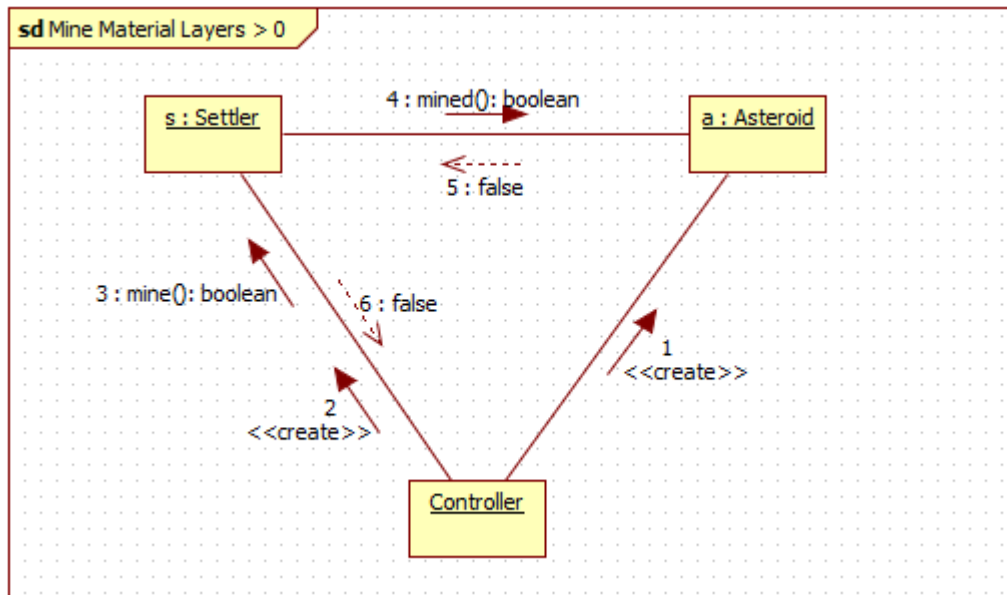 sd Mine Material Layers > 0
4 : mined(): boolean
s : Settler
a : Asteroid
5 : false
3 : mine(): boolean
6 : false
1
<<create>>
2
<<create>>
Controller